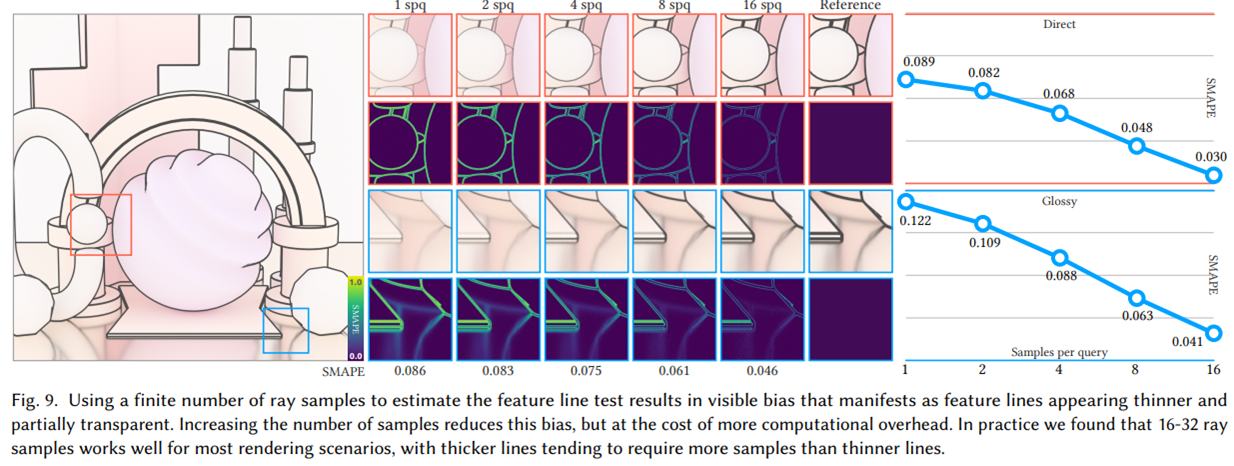 1 spq 2 spq 4 spq 8 spq 16 spq Reference
1.0
SMAPE
0.0
SMAPE 0.086 0.083 0.075 0.061 0.046
Direct
0.089
0.082
0.068
0.048
0.030
SMAPE
Glossy
0.122
0.109
0.088
0.063
0.041
SMAPE
Samples per query
1 2 4 8 16
Fig. 9. Using a finite number of ray samples to estimate the feature line test results in visible bias that manifests as feature lines appearing thinner and
partially transparent. Increasing the number of samples reduces this bias, but at the cost of more computational overhead. In practice we found that 16-32 ray
samples works well for most rendering scenarios, with thicker lines tending to require more samples than thinner lines.